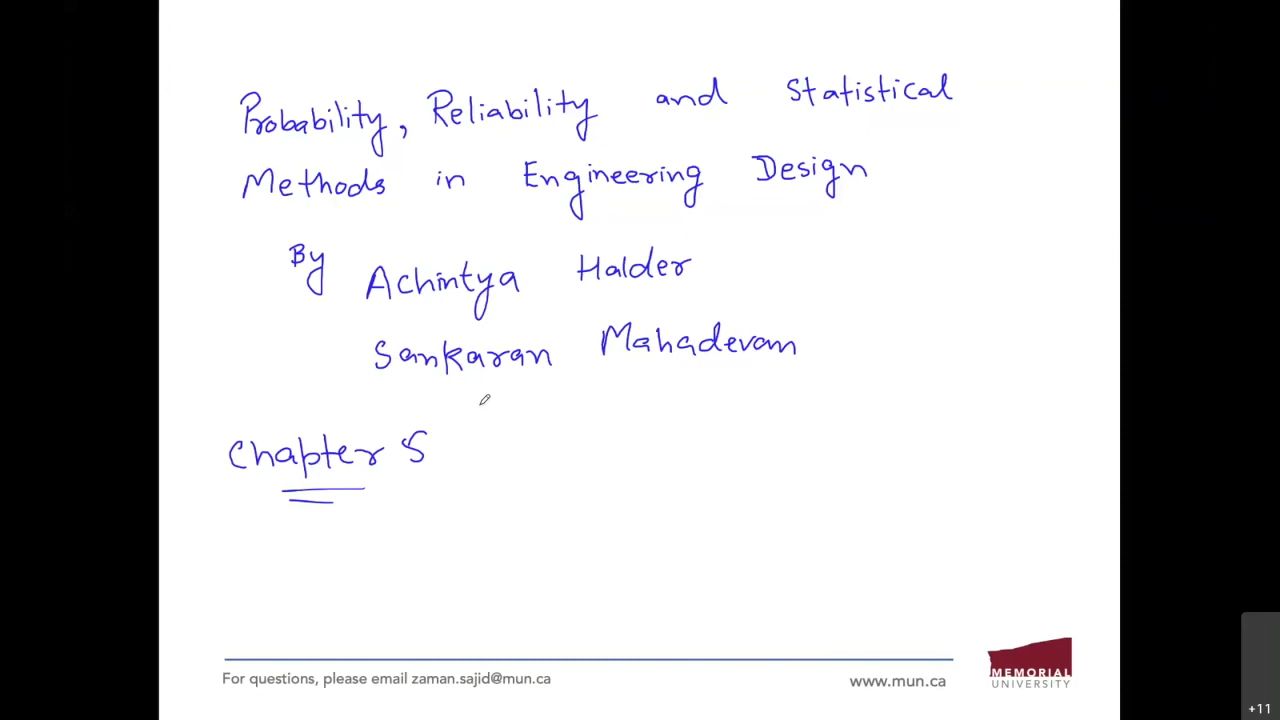 Probability, Reliability and Statistical
Methods in Engineering Design
By Achintya Halder
Sankaran Mahadevan
Chapter 5
For questions, please email zaman.sajid@mun.ca
www.mun.ca
MEMORIAL
UNIVERSITY
+11